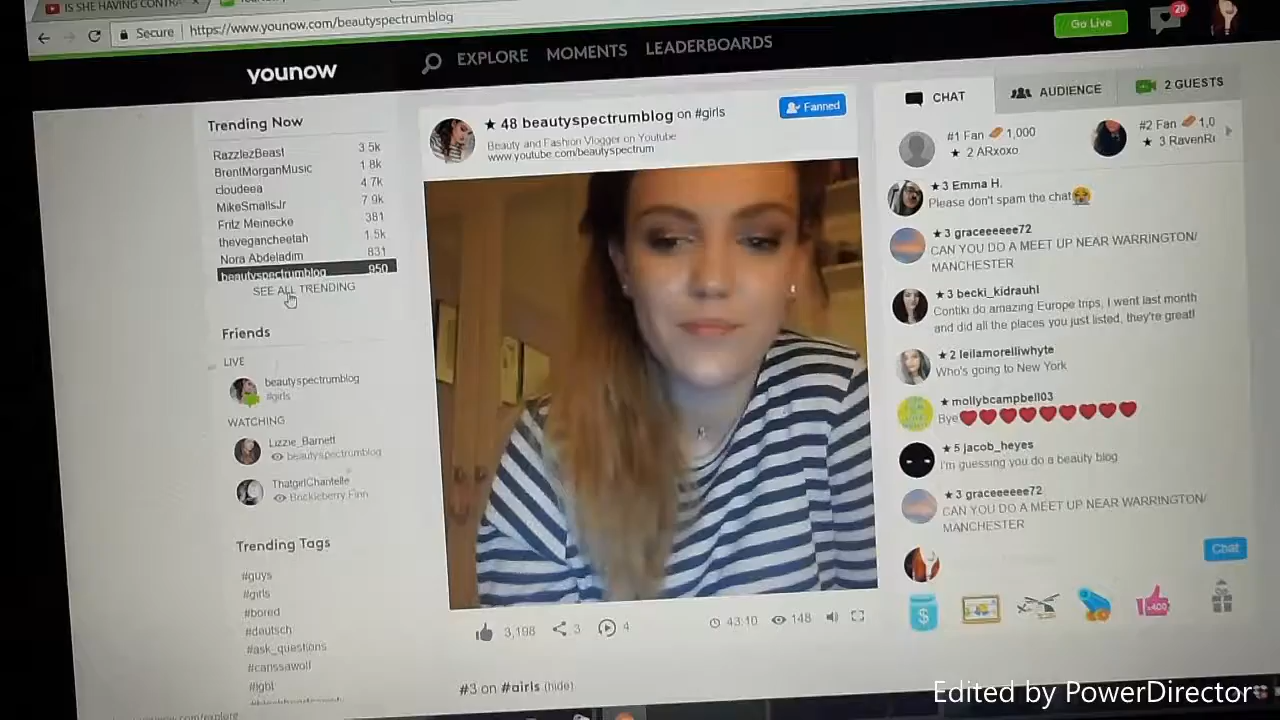 IS SHE HAVING CONTR
Secure
https://www.younow.com/beautyspectrumblog
Go Live
20
younow
EXPLORE
MOMENTS
LEADERBOARDS
Trending Now
RazzlezBeast 3.5k
BrentMorganMusic 1.8k
cloudeea 4.7k
MikeSmallsJr 7.9k
Fritz Meinecke 381
thevegancheetah 1.5k
Nora Abdeladim 831
beautyspectrumblog 950
SEE ALL TRENDING
Friends
LIVE
beautyspectrumblog
#girls
WATCHING
Lizzie_Barnett
beautyspectrumblog
ThatgirlChantelle
Brickleberry.Finn
Trending Tags
#guys
#girls
#bored
#deutsch
#ask_questions
#canssawolf
#lgbt
★ 48 beautyspectrumblog on #girls
Beauty and Fashion Vlogger on Youtube
www.youtube.com/beautyspectrum
Fanned
3,198
3
4
43:10
148
#3 on #girls (hide)
CHAT
AUDIENCE
2 GUESTS
#1 Fan 1,000
★ 2 ARxoxo
#2 Fan 1,0
★ 3 RavenR
★ 3 Emma H.
Please don't spam the chat😭
★ 3 graceeeeee72
CAN YOU DO A MEET UP NEAR WARRINGTON/
MANCHESTER
★ 3 becki_kidrauhl
Contiki do amazing Europe trips, I went last month
and did all the places you just listed, they're great!
★ 2 leilamorelliwhyte
Who's going to New York
★ mollybcampbell03
Bye❤❤❤❤❤❤❤❤
★ 5 jacob_heyes
I'm guessing you do a beauty blog
★ 3 graceeeeee72
CAN YOU DO A MEET UP NEAR WARRINGTON/
MANCHESTER
Chat
Edited by PowerDirector